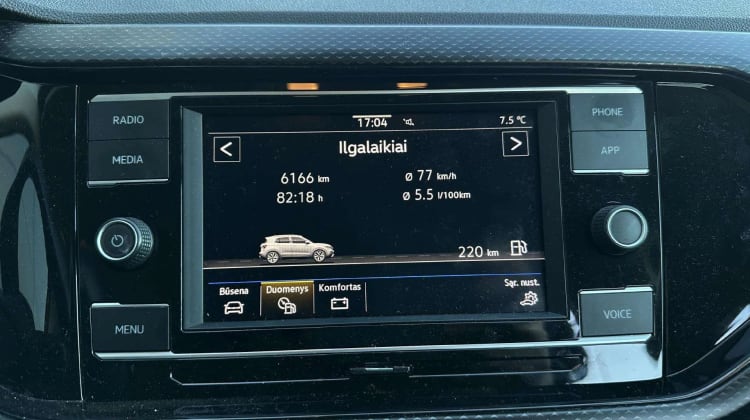 RADIO
MEDIA
MENU
17:04
7.5 °C
<
Ilgalaikiai
>
6166 km
Ø 77 km/h
82:18 h
Ø 5.5 l/100km
220 km
Būsena
Duomenys
Komfortas
Sąr. nust.
PHONE
APP
VOICE